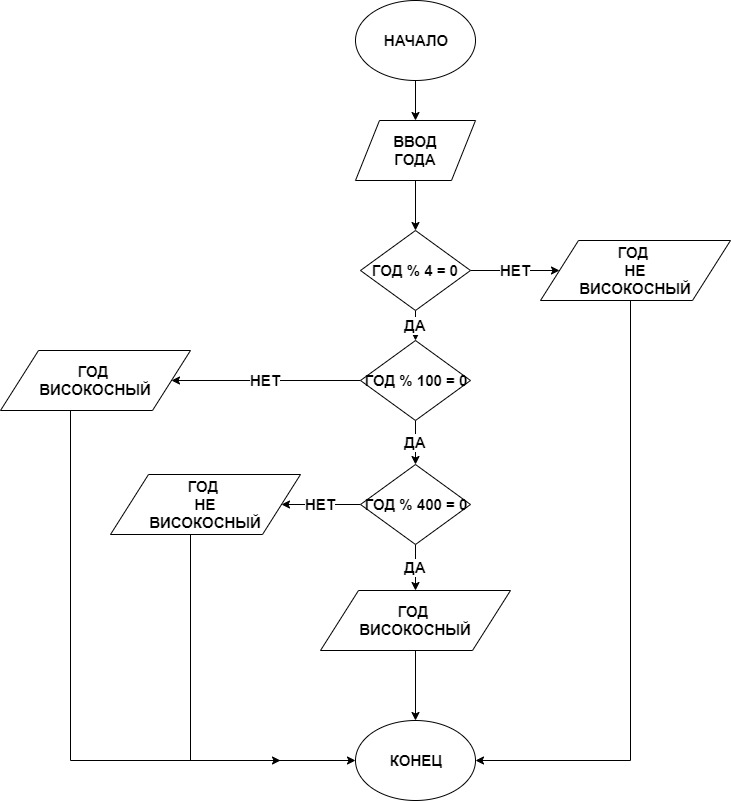 НАЧАЛО
ВВОД
ГОДА
ГОД % 4 = 0
НЕТ
ГОД
НЕ
ВИСОКОСНЫЙ
ДА
ГОД % 100 = 0
НЕТ
ГОД
ВИСОКОСНЫЙ
ДА
ГОД % 400 = 0
НЕТ
ГОД
НЕ
ВИСОКОСНЫЙ
ДА
ГОД
ВИСОКОСНЫЙ
КОНЕЦ